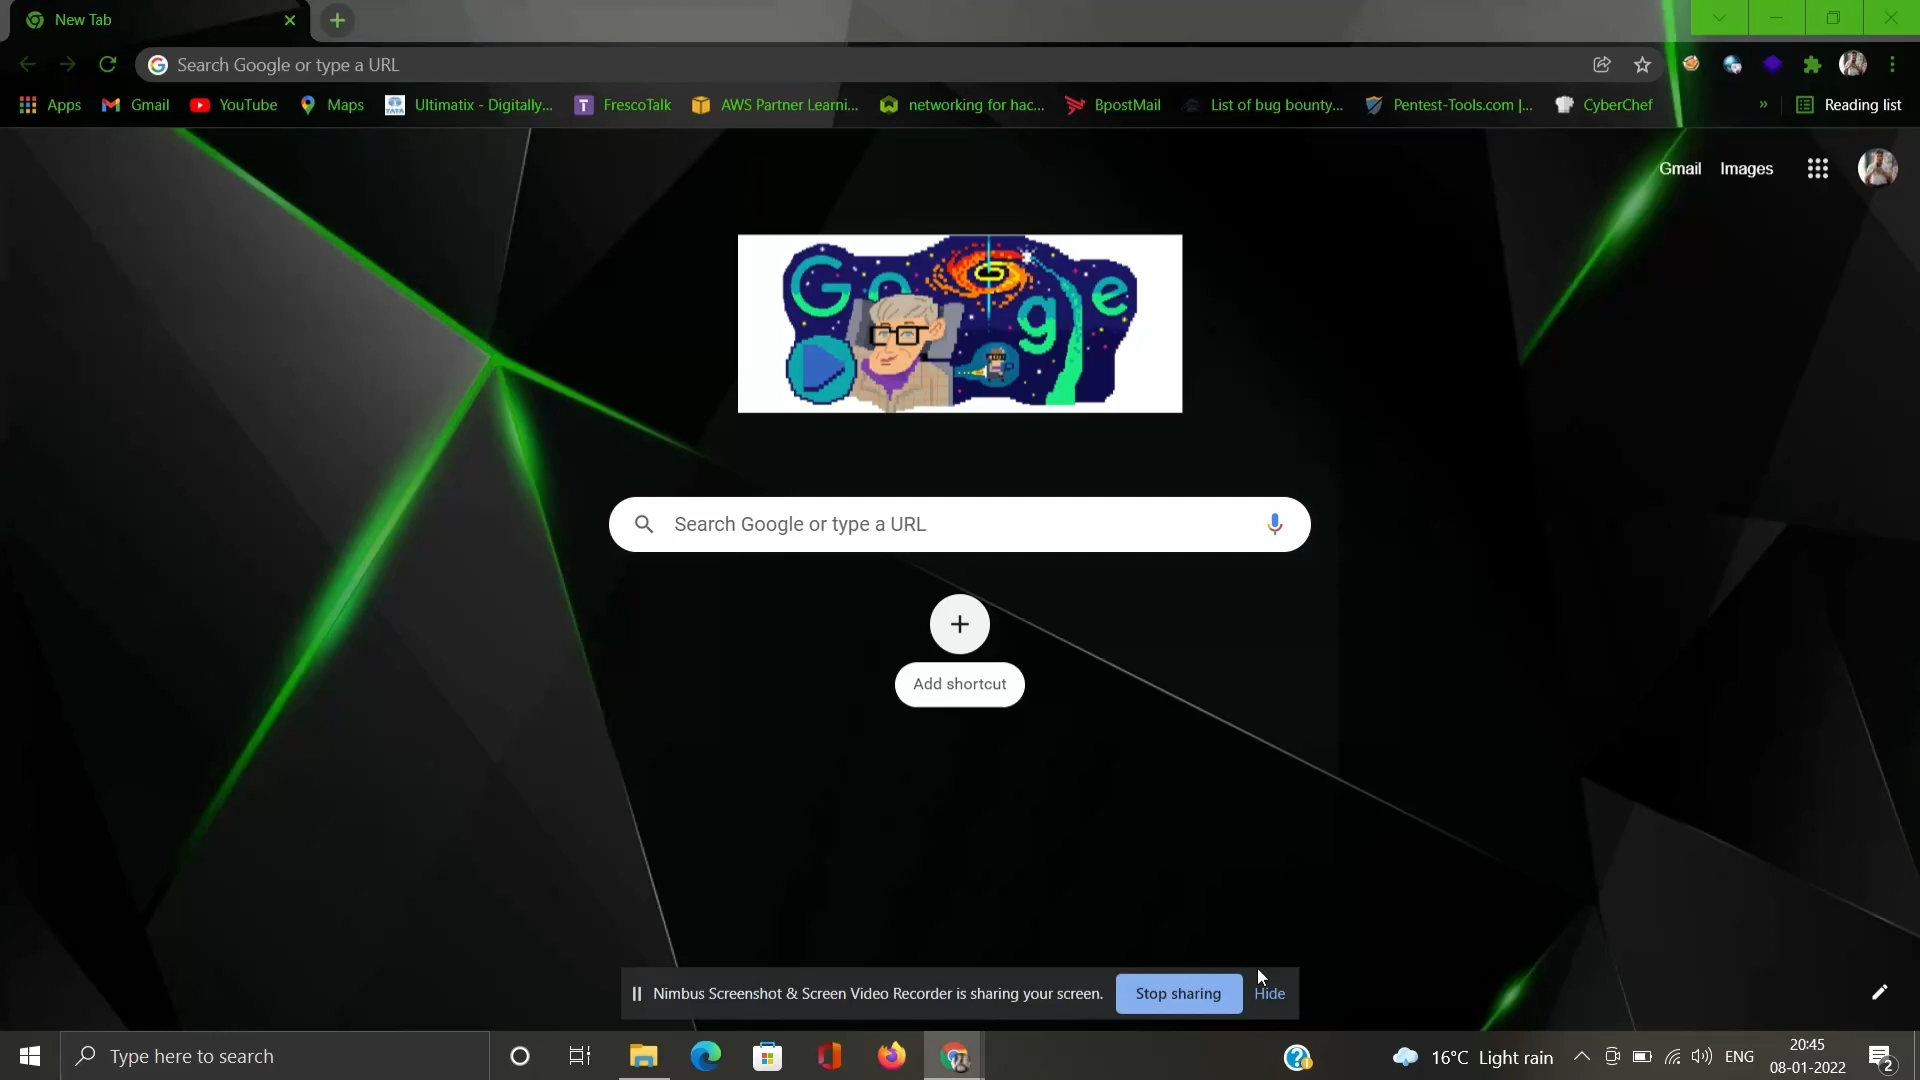 New Tab
Search Google or type a URL
Apps Gmail YouTube Maps Ultimatix - Digitally... FrescoTalk AWS Partner Learni... networking for hac... BpostMail List of bug bounty... Pentest-Tools.com |... CyberChef » Reading list
Gmail Images
G o g e
Search Google or type a URL
Add shortcut
Nimbus Screenshot & Screen Video Recorder is sharing your screen. Stop sharing Hide
Type here to search
16°C Light rain ENG
20:45
08-01-2022
2